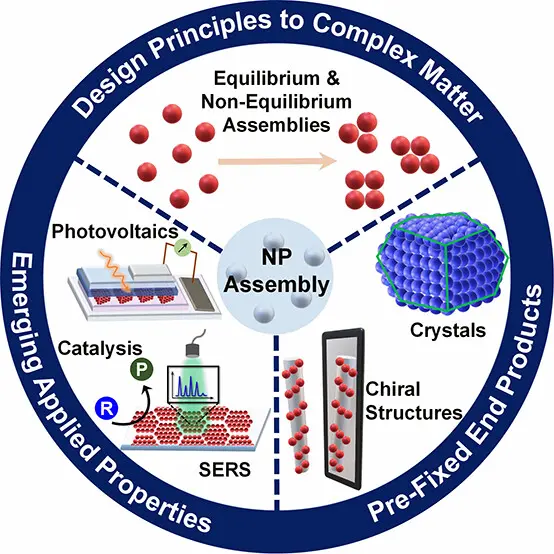 Design Principles to Complex Matter
Equilibrium &
Non-Equilibrium
Assemblies
Photovoltaics
NP
Assembly
Crystals
Catalysis
P
R
SERS
Chiral
Structures
Emerging Applied Properties
Pre-Fixed End Products